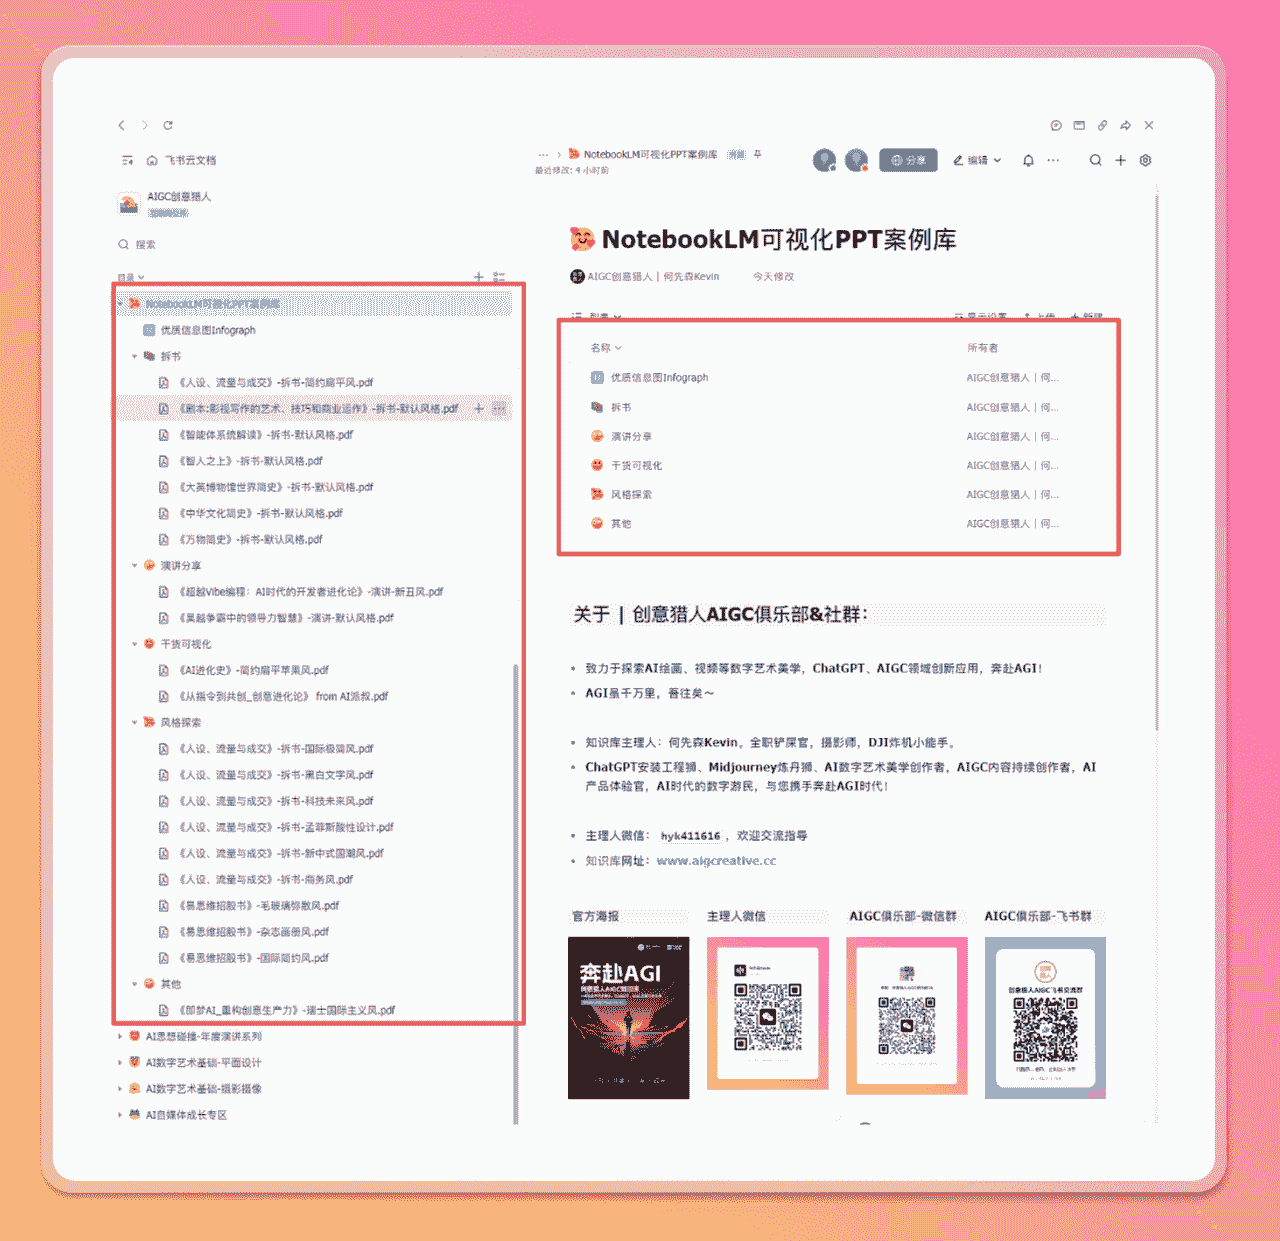 飞书云文档
AIGC创意猎人
搜索
目录
NotebookLM可视化PPT案例库
优质信息图Infograph
拆书
《人设、流量与成交》-拆书-简约扁平风.pdf
《剧本:影视写作的艺术、技巧和商业运作》-拆书-默认风格.pdf
《智能体系统解读》-拆书-默认风格.pdf
《智人之上》-拆书-默认风格.pdf
《大英博物馆世界简史》-拆书-默认风格.pdf
《中华文化简史》-拆书-默认风格.pdf
《万物简史》-拆书-默认风格.pdf
演讲分享
《超越Vibe编程：AI时代的开发者进化论》-演讲-新丑风.pdf
《吴越争霸中的领导力智慧》-演讲-默认风格.pdf
干货可视化
《AI进化史》-简约扁平苹果风.pdf
《从指令到共创_创意进化论》 from AI派叔.pdf
风格探索
《人设、流量与成交》-拆书-国际极简风.pdf
《人设、流量与成交》-拆书-黑白文字风.pdf
《人设、流量与成交》-拆书-科技未来风.pdf
《人设、流量与成交》-拆书-孟菲斯酸性设计.pdf
《人设、流量与成交》-拆书-新中式国潮风.pdf
《人设、流量与成交》-拆书-商务风.pdf
《易思维招股书》-毛玻璃弥散风.pdf
《易思维招股书》-杂志画册风.pdf
《易思维招股书》-国际简约风.pdf
其他
《即梦AI_重构创意生产力》-瑞士国际主义风.pdf
AI思想碰撞-年度演讲系列
AI数字艺术基础-平面设计
AI数字艺术基础-摄影摄像
AI自媒体成长专区
... > NotebookLM可视化PPT案例库
最近修改: 4 小时前
分享
编辑
NotebookLM可视化PPT案例库
AIGC创意猎人 | 何先森Kevin 今天修改
列表 显示设置 上传 新建
名称 所有者
优质信息图Infograph AIGC创意猎人 | 何...
拆书 AIGC创意猎人 | 何...
演讲分享 AIGC创意猎人 | 何...
干货可视化 AIGC创意猎人 | 何...
风格探索 AIGC创意猎人 | 何...
其他 AIGC创意猎人 | 何...
关于 | 创意猎人AIGC俱乐部&社群：
致力于探索AI绘画、视频等数字艺术美学，ChatGPT、AIGC领域创新应用，奔赴AGI！
AGI虽千万里，吾往矣～
知识库主理人：何先森Kevin，全职铲屎官，摄影师，DJI炸机小能手。
ChatGPT安装工程狮、Midjourney炼丹狮、AI数字艺术美学创作者，AIGC内容持续创作者，AI
产品体验官，AI时代的数字游民，与您携手奔赴AGI时代！
主理人微信： hyk411616 ，欢迎交流指导
知识库网址：www.aigcreative.cc
官方海报 主理人微信 AIGC俱乐部-微信群 AIGC俱乐部-飞书群
奔赴AGI
创意猎人AIGC飞书交流群